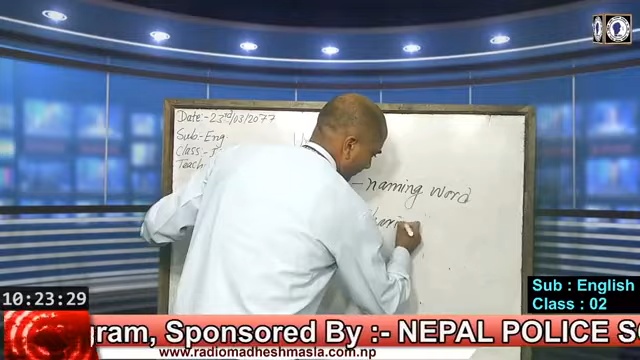 Date:-23rd/03/2077
Sub-Eng.
Class-3
Teach
- naming word
Sub : English
Class : 02
10:23:29
gram, Sponsored By :- NEPAL POLICE S
www.radiomadheshmasla.com.np